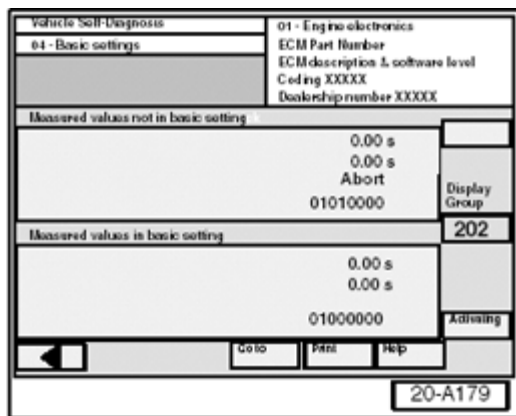 Vehicle Self-Diagnosis
04 - Basic settings
01 - Engine electronics
ECM Part Number
ECM description & software level
Coding XXXXX
Dealership number XXXXX
Measured values not in basic setting
0.00 s
0.00 s
Abort
01010000
Display
Group
202
Measured values in basic setting
0.00 s
0.00 s
01000000
Activating
Go to
Print
Help
20-A179